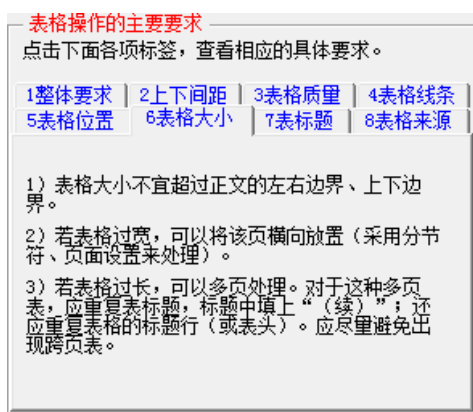 表格操作的主要要求
点击下面各项标签，查看相应的具体要求。
1整体要求 2上下间距 3表格质量 4表格线条
5表格位置 6表格大小 7表标题 8表格来源
1）表格大小不宜超过正文的左右边界、上下边
界。
2）若表格过宽，可以将该页横向放置（采用分节
符、页面设置来处理）。
3）若表格过长，可以多页处理。对于这种多页
表，应重复表标题，标题中填上“（续）”；还
应重复表格的标题行（或表头）。应尽量避免出
现跨页表。